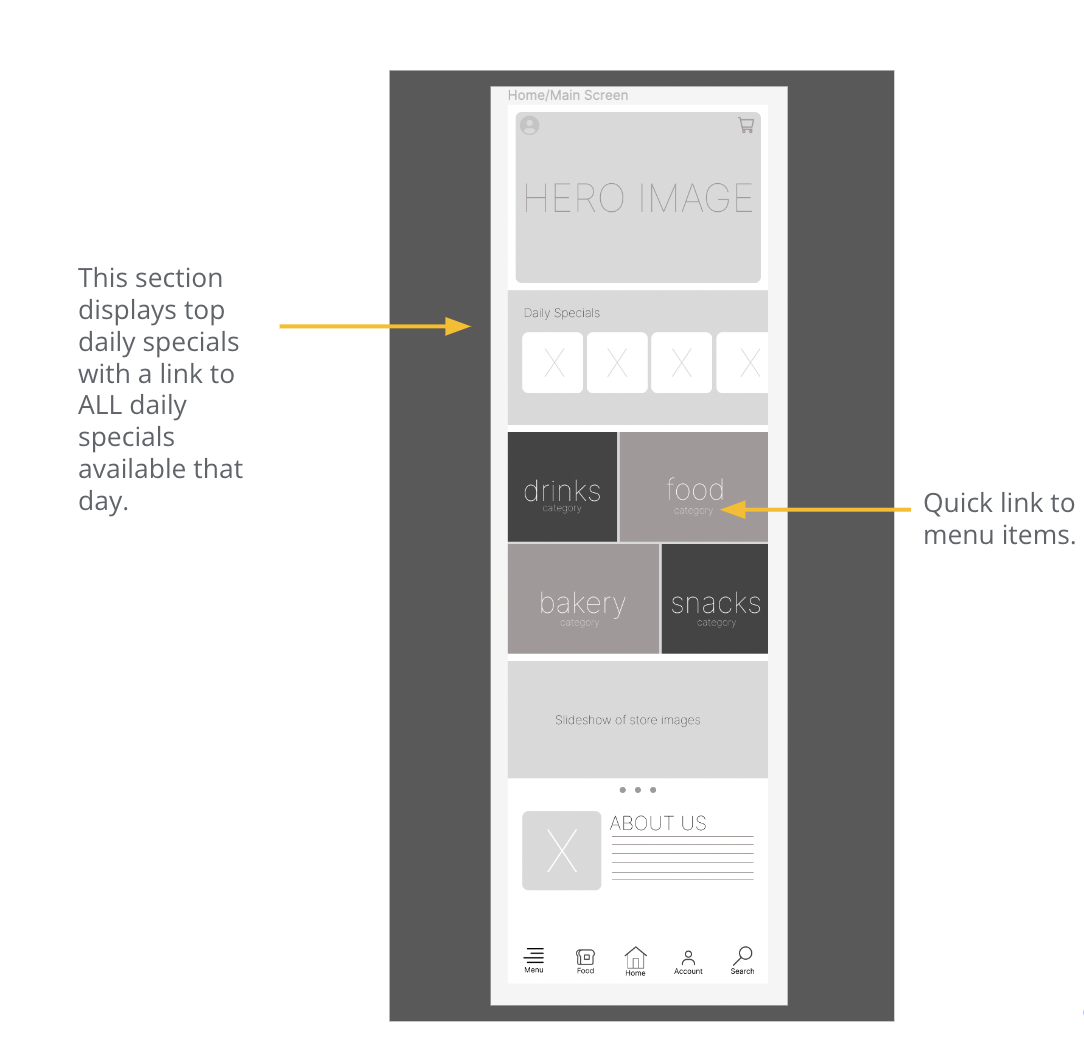 Home/Main Screen
HERO IMAGE
This section
displays top
daily specials
with a link to
ALL daily
specials
available that
day.
Daily Specials
drinks
category
food
category
Quick link to
menu items.
bakery
category
snacks
category
Slideshow of store images
ABOUT US
Menu
Food
Home
Account
Search